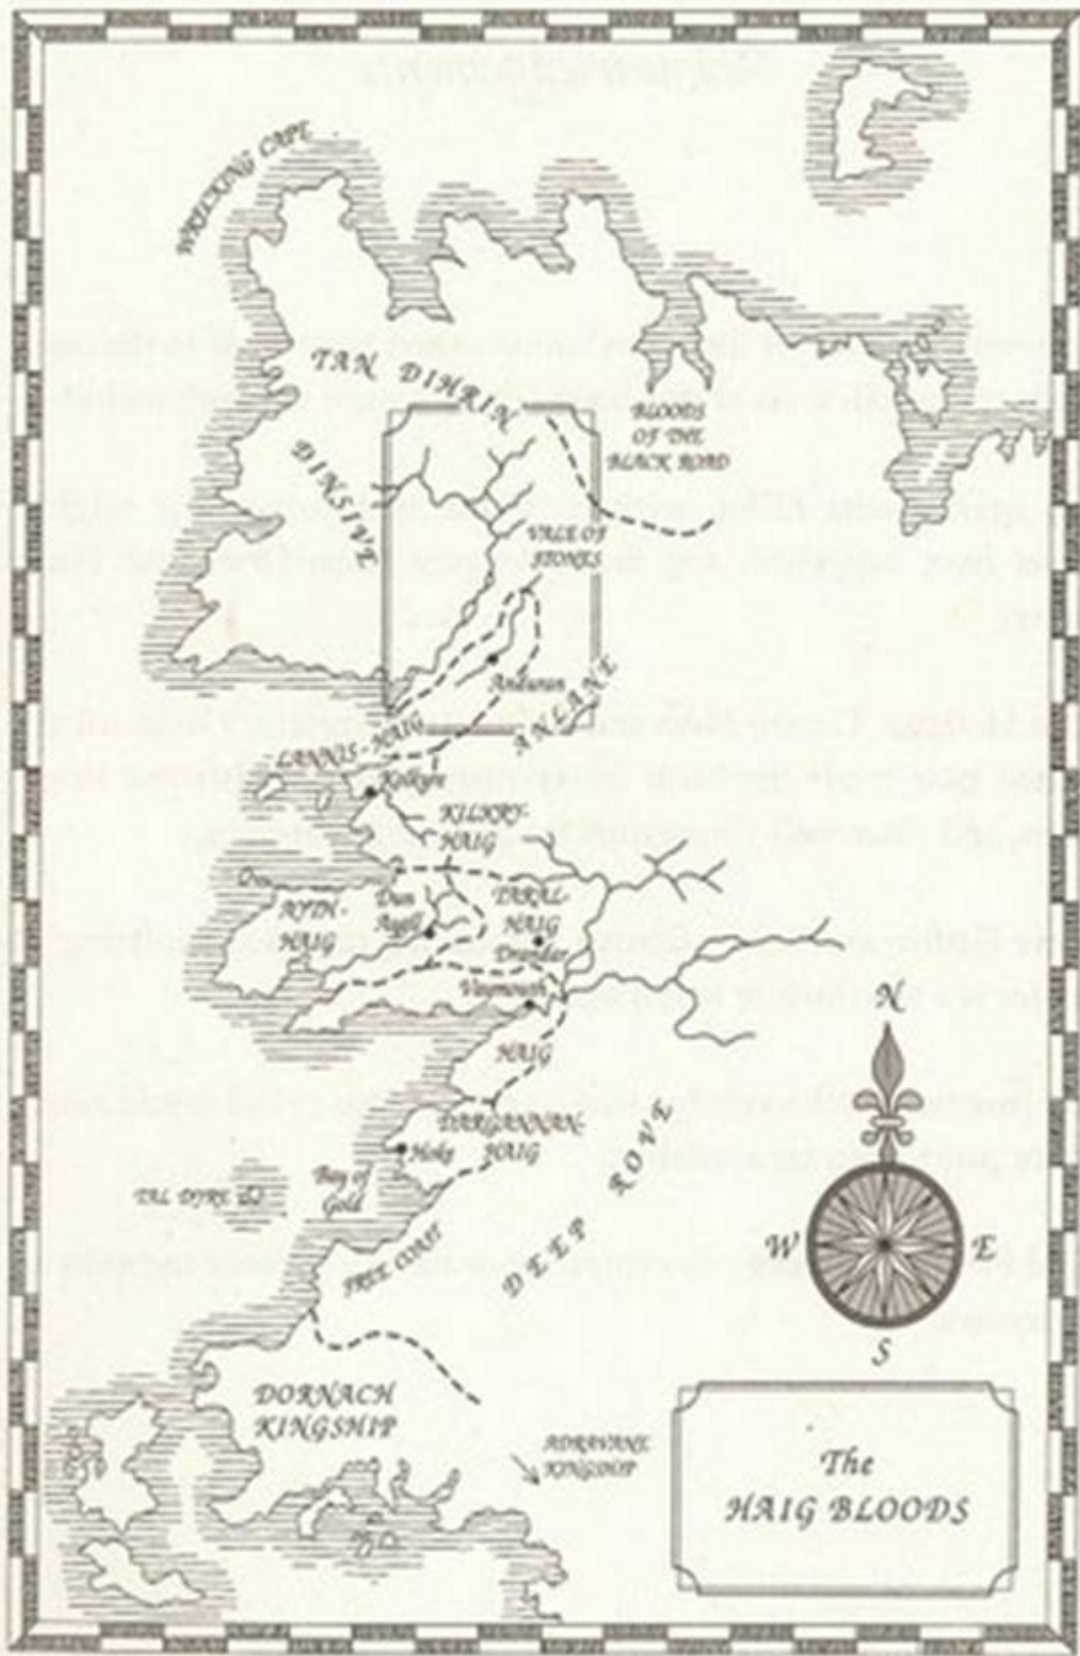 WRECKING CAPE
TAN DIHRIN
BLOODS
OF THE
BLACK ROAD
DINSIVE
VALE OF
STONES
Anduran
ANLANE
LANNIS-HAIG
Kolkyre
KILKRY-
HAIG
AYTH-
HAIG
Dun
Aygll
TARAL-
HAIG
Drandar
Vaymouth
HAIG
DARGANNAN-
HAIG
Hoke
Bay of
Gold
TAL DYRE
FREE COAST
DEEP ROVE
N
W
E
S
DORNACH
KINGSHIP
ADRAVANE
KINGSHIP
The
HAIG BLOODS